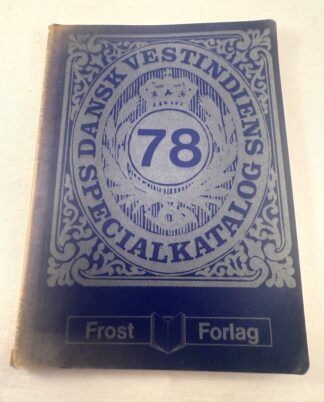 DANSK VESTINDIENS
SPECIALKATALOG
78
Frost Forlag